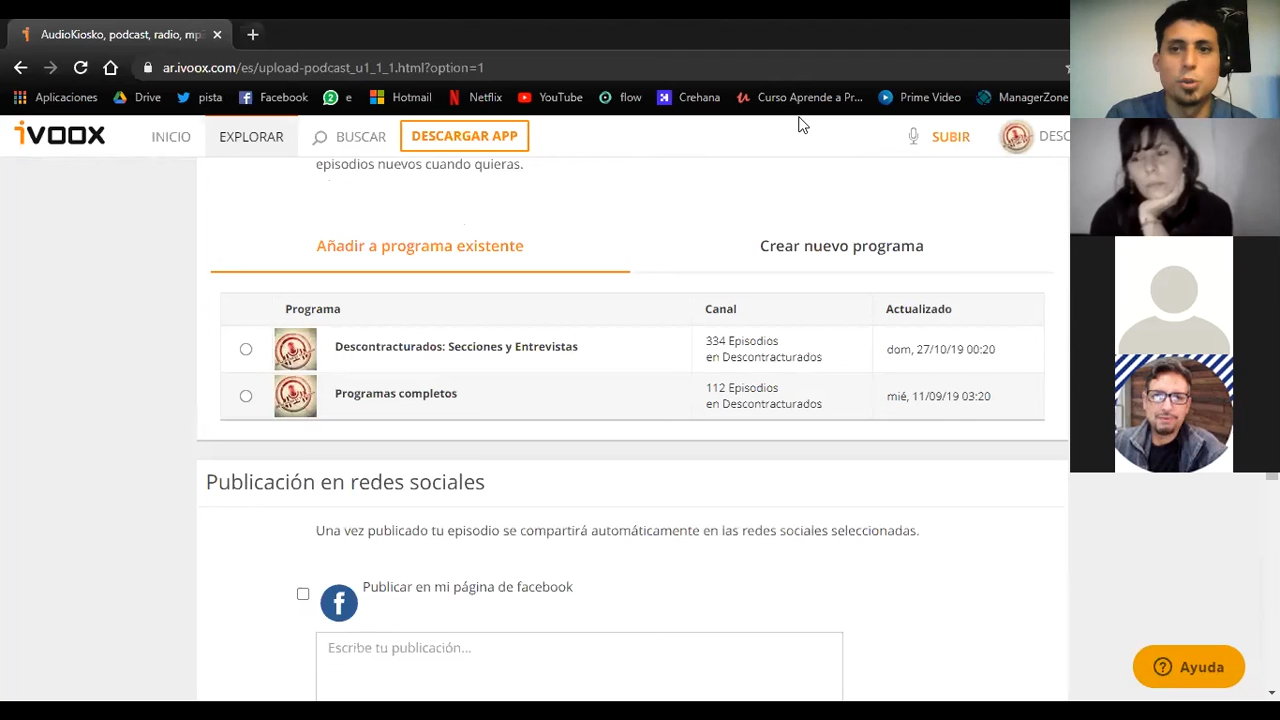 AudioKiosko, podcast, radio, mp3
ar.ivoox.com/es/upload-podcast_u1_1_1.html?option=1
Aplicaciones Drive pista Facebook 2 e Hotmail Netflix YouTube flow Crehana Curso Aprende a Pr... Prime Video ManagerZone
ivoox INICIO EXPLORAR BUSCAR DESCARGAR APP SUBIR DESC
episodios nuevos cuando quieras.
Añadir a programa existente Crear nuevo programa
Programa Canal Actualizado
Descontracturados: Secciones y Entrevistas 334 Episodios dom, 27/10/19 00:20
en Descontracturados
Programas completos 112 Episodios mié, 11/09/19 03:20
en Descontracturados
Publicación en redes sociales
Una vez publicado tu episodio se compartirá automáticamente en las redes sociales seleccionadas.
Publicar en mi página de facebook
Escribe tu publicación...
Ayuda